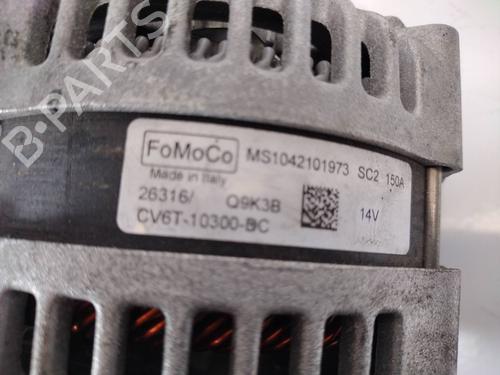 B-PARTS
FoMoCo MS1042101973 SC2 150A
Made in Italy
26316/ Q9K3B
CV6T-10300-BC 14V